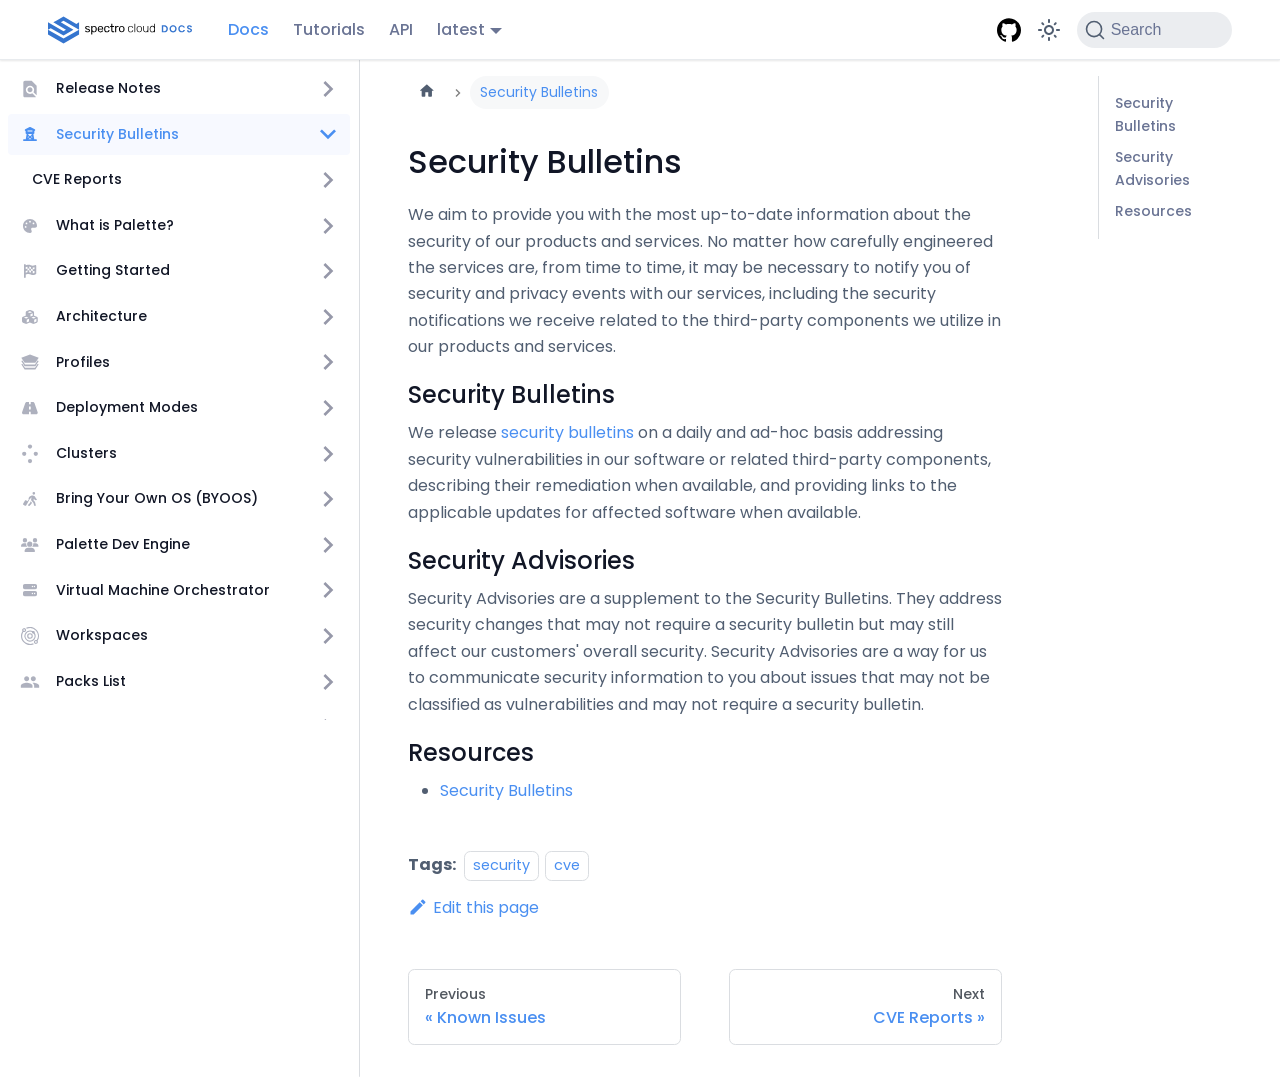 spectro cloud DOCS
Docs
Tutorials
API
latest
Search
Release Notes
Security Bulletins
CVE Reports
What is Palette?
Getting Started
Architecture
Profiles
Deployment Modes
Clusters
Bring Your Own OS (BYOOS)
Palette Dev Engine
Virtual Machine Orchestrator
Workspaces
Packs List
Security Bulletins
Security Bulletins
We aim to provide you with the most up-to-date information about the
security of our products and services. No matter how carefully engineered
the services are, from time to time, it may be necessary to notify you of
security and privacy events with our services, including the security
notifications we receive related to the third-party components we utilize in
our products and services.
Security Bulletins
We release security bulletins on a daily and ad-hoc basis addressing
security vulnerabilities in our software or related third-party components,
describing their remediation when available, and providing links to the
applicable updates for affected software when available.
Security Advisories
Security Advisories are a supplement to the Security Bulletins. They address
security changes that may not require a security bulletin but may still
affect our customers' overall security. Security Advisories are a way for us
to communicate security information to you about issues that may not be
classified as vulnerabilities and may not require a security bulletin.
Resources
Security Bulletins
Tags: security cve
Edit this page
Previous
« Known Issues
Next
CVE Reports »
Security
Bulletins
Security
Advisories
Resources